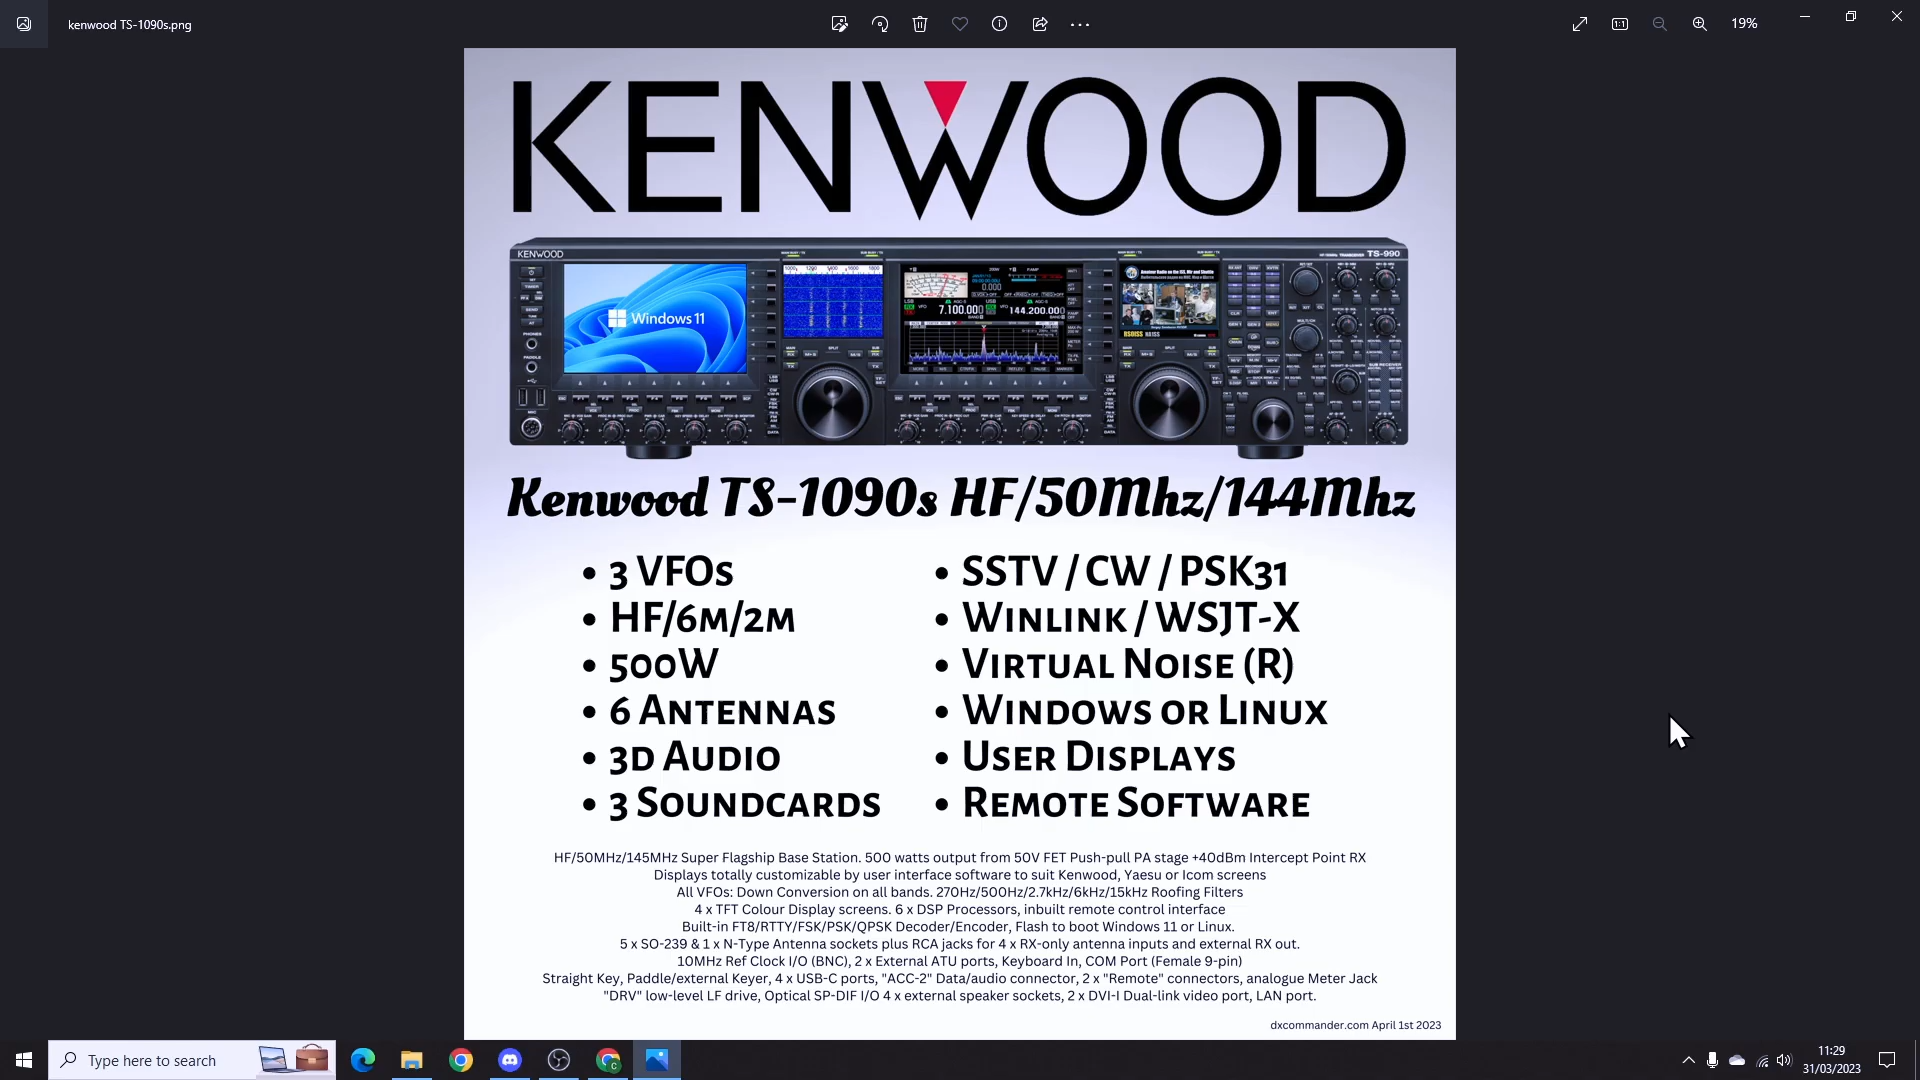 kenwood TS-1090s.png
19%
KENWOOD
KENWOOD
TS-990
Windows 11
7.100.000
144.200.000
Kenwood TS-1090s HF/50Mhz/144Mhz
• 3 VFOs
• HF/6m/2m
• 500W
• 6 Antennas
• 3D Audio
• 3 Soundcards
• SSTV / CW / PSK31
• Winlink / WSJT-X
• Virtual Noise (R)
• Windows or Linux
• User Displays
• Remote Software
HF/50MHz/145MHz Super Flagship Base Station. 500 watts output from 50V FET Push-pull PA stage +40dBm Intercept Point RX
Displays totally customizable by user interface software to suit Kenwood, Yaesu or Icom screens
All VFOs: Down Conversion on all bands. 270Hz/500Hz/2.7kHz/6kHz/15kHz Roofing Filters
4 x TFT Colour Display screens. 6 x DSP Processors, inbuilt remote control interface
Built-in FT8/RTTY/FSK/PSK/QPSK Decoder/Encoder, Flash to boot Windows 11 or Linux.
5 x SO-239 & 1 x N-Type Antenna sockets plus RCA jacks for 4 x RX-only antenna inputs and external RX out.
10MHz Ref Clock I/O (BNC), 2 x External ATU ports, Keyboard In, COM Port (Female 9-pin)
Straight Key, Paddle/external Keyer, 4 x USB-C ports, "ACC-2" Data/audio connector, 2 x "Remote" connectors, analogue Meter Jack
"DRV" low-level LF drive, Optical SP-DIF I/O 4 x external speaker sockets, 2 x DVI-I Dual-link video port, LAN port.
dxcommander.com April 1st 2023
Type here to search
11:29
31/03/2023